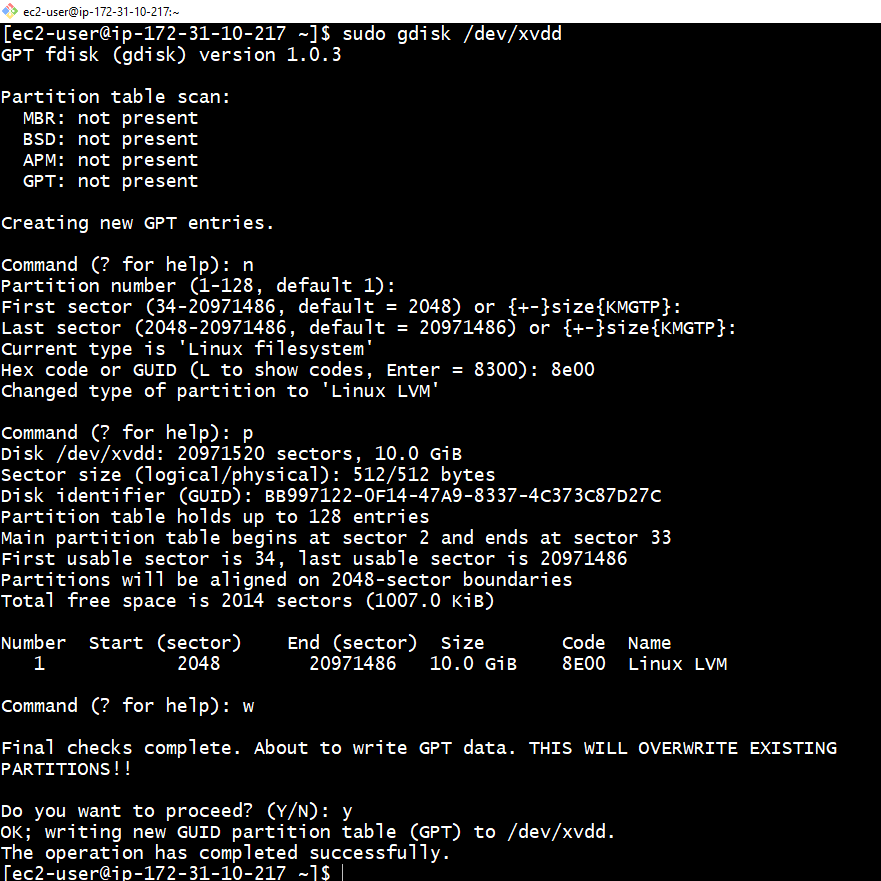 ec2-user@ip-172-31-10-217:~
[ec2-user@ip-172-31-10-217 ~]$ sudo gdisk /dev/xvdd
GPT fdisk (gdisk) version 1.0.3
Partition table scan:
  MBR: not present
  BSD: not present
  APM: not present
  GPT: not present
Creating new GPT entries.
Command (? for help): n
Partition number (1-128, default 1):
First sector (34-20971486, default = 2048) or {+-}size{KMGTP}:
Last sector (2048-20971486, default = 20971486) or {+-}size{KMGTP}:
Current type is 'Linux filesystem'
Hex code or GUID (L to show codes, Enter = 8300): 8e00
Changed type of partition to 'Linux LVM'
Command (? for help): p
Disk /dev/xvdd: 20971520 sectors, 10.0 GiB
Sector size (logical/physical): 512/512 bytes
Disk identifier (GUID): BB997122-0F14-47A9-8337-4C373C87D27C
Partition table holds up to 128 entries
Main partition table begins at sector 2 and ends at sector 33
First usable sector is 34, last usable sector is 20971486
Partitions will be aligned on 2048-sector boundaries
Total free space is 2014 sectors (1007.0 KiB)
Number  Start (sector)    End (sector)  Size       Code  Name
   1            2048        20971486   10.0 GiB    8E00  Linux LVM
Command (? for help): w
Final checks complete. About to write GPT data. THIS WILL OVERWRITE EXISTING
PARTITIONS!!
Do you want to proceed? (Y/N): y
OK; writing new GUID partition table (GPT) to /dev/xvdd.
The operation has completed successfully.
[ec2-user@ip-172-31-10-217 ~]$